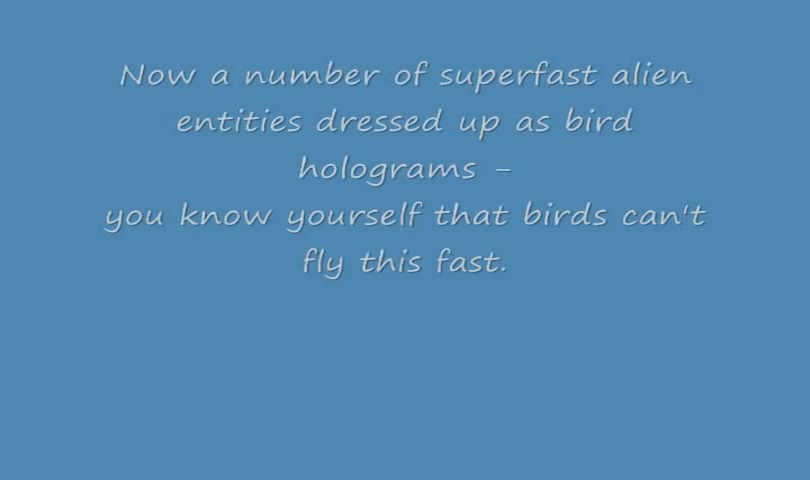 Now a number of superfast alien
entities dressed up as bird
holograms -
you know yourself that birds can't
fly this fast.